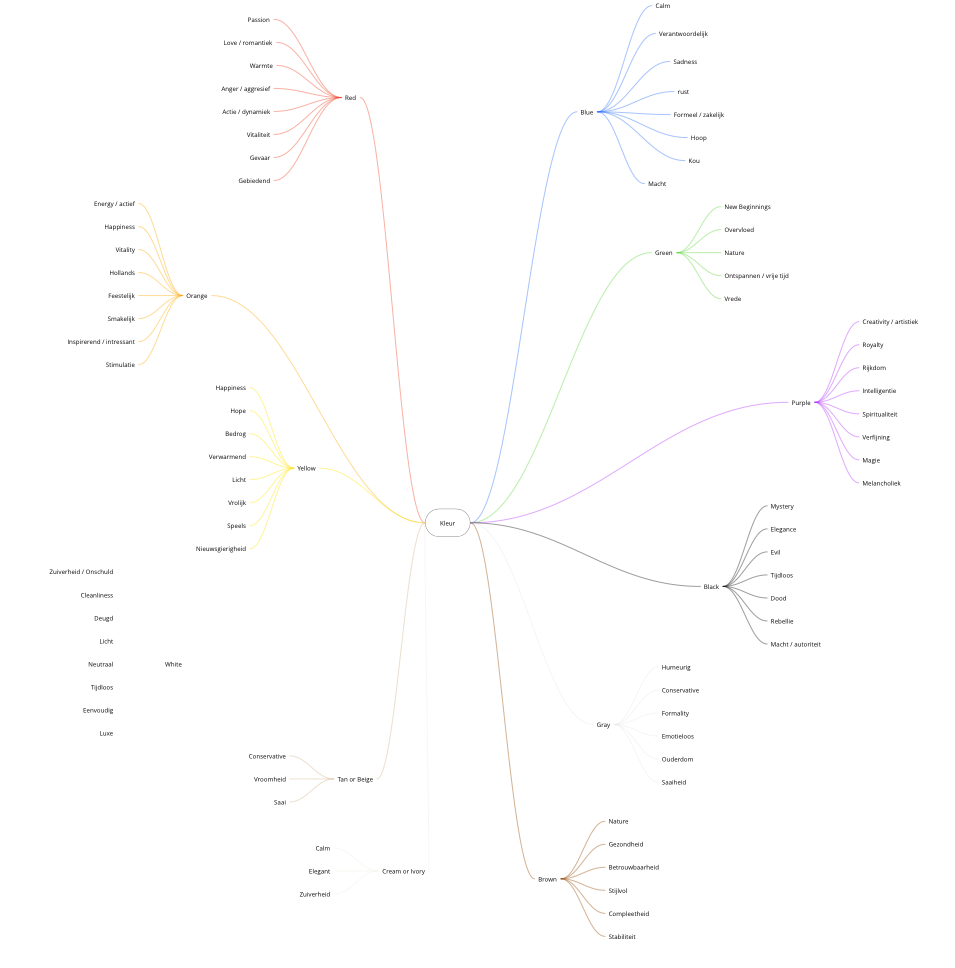 Kleur
Red
Passion
Love / romantiek
Warmte
Anger / aggresief
Actie / dynamiek
Vitaliteit
Gevaar
Gebiedend
Orange
Energy / actief
Happiness
Vitality
Hollands
Feestelijk
Smakelijk
Inspirerend / intressant
Stimulatie
Yellow
Happiness
Hope
Bedrog
Verwarmend
Licht
Vrolijk
Speels
Nieuwsgierigheid
White
Zuiverheid / Onschuld
Cleanliness
Deugd
Licht
Neutraal
Tijdloos
Eenvoudig
Luxe
Tan or Beige
Conservative
Vroomheid
Saai
Cream or Ivory
Calm
Elegant
Zuiverheid
Blue
Calm
Verantwoordelijk
Sadness
rust
Formeel / zakelijk
Hoop
Kou
Macht
Green
New Beginnings
Overvloed
Nature
Ontspannen / vrije tijd
Vrede
Purple
Creativity / artistiek
Royalty
Rijkdom
Intelligentie
Spiritualiteit
Verfijning
Magie
Melancholiek
Black
Mystery
Elegance
Evil
Tijdloos
Dood
Rebellie
Macht / autoriteit
Gray
Humeurig
Conservative
Formality
Emotieloos
Ouderdom
Saaiheid
Brown
Nature
Gezondheid
Betrouwbaarheid
Stijlvol
Compleetheid
Stabiliteit